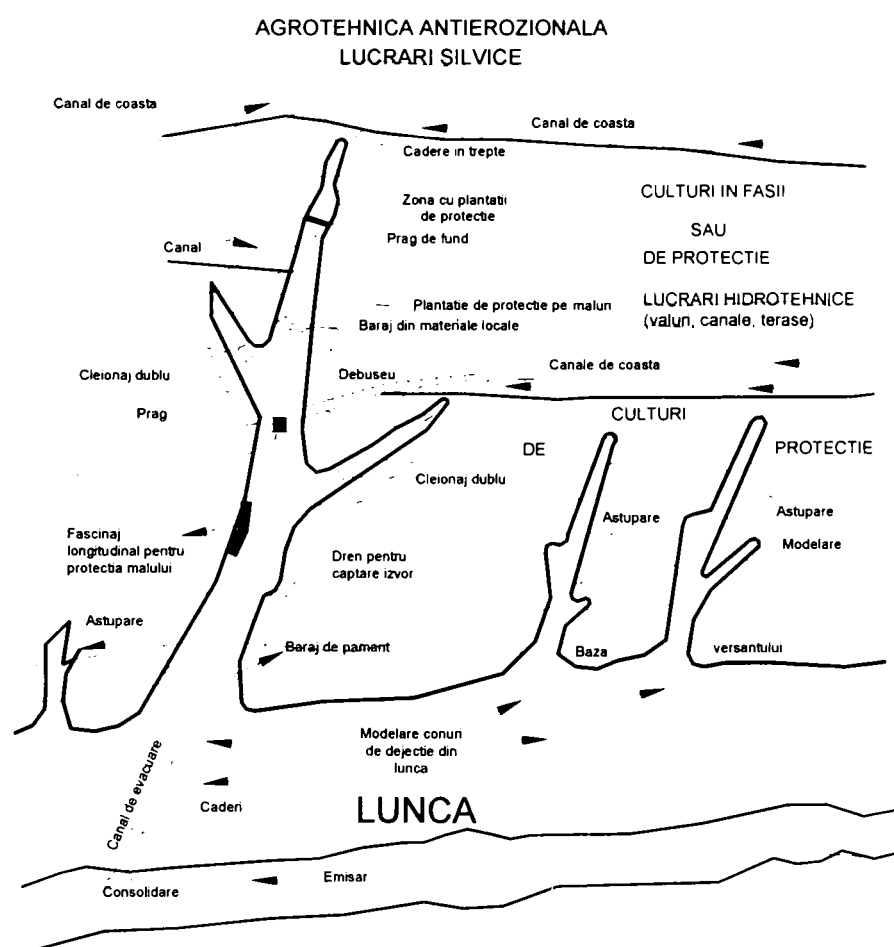 AGROTEHNICA ANTIEROZIONALA
LUCRARI SILVICE
Canal de coasta
Canal de coasta
Cadere in trepte
Zona cu plantatii
de protectie
CULTURI IN FASII
SAU
DE PROTECTIE
Prag de fund
Canal
Plantatie de protectie pe maluri
LUCRARI HIDROTEHNICE
(valuri, canale, terase)
Baraj din materiale locale
Cleionaj dublu
Debuseu
Canale de coasta
Prag
CULTURI
DE
PROTECTIE
Cleionaj dublu
Astupare
Astupare
Modelare
Fascinaj
longitudinal pentru
protectia malului
Dren pentru
captare izvor
Astupare
Baraj de pamant
Baza
versantului
Modelare conuri
de dejectie din
lunca
Canal de evacuare
Caderi
LUNCA
Consolidare
Emisar